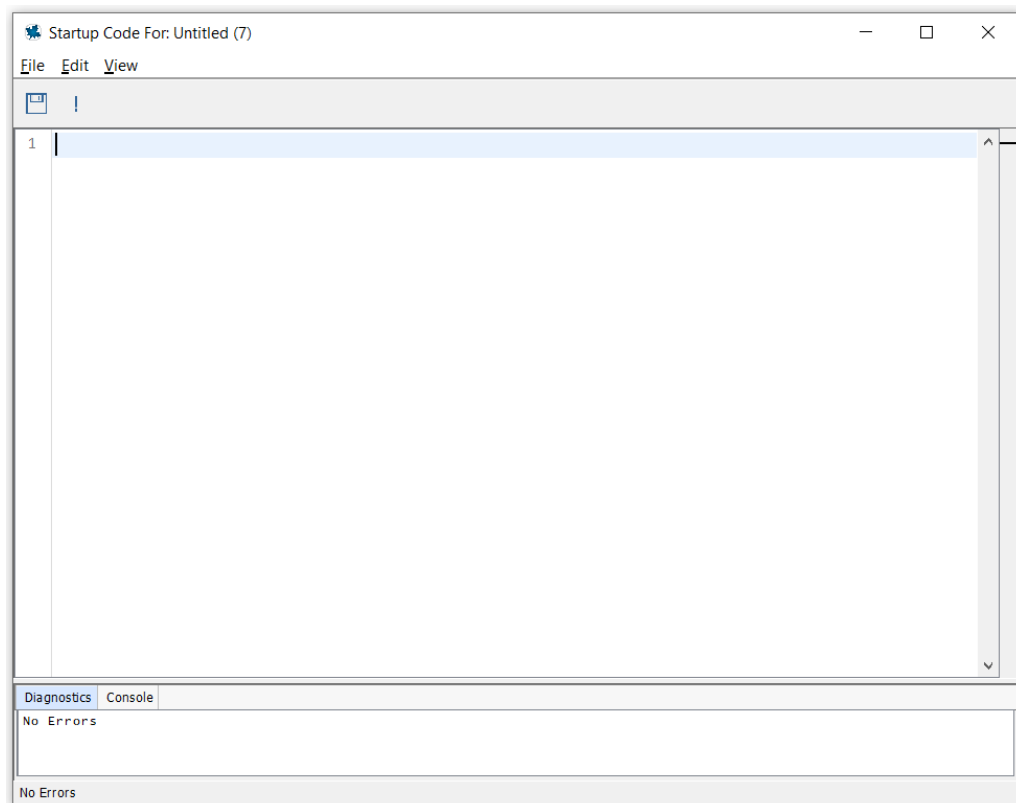 Startup Code For: Untitled (7)
File Edit View
!
1
Diagnostics Console
No Errors
No Errors